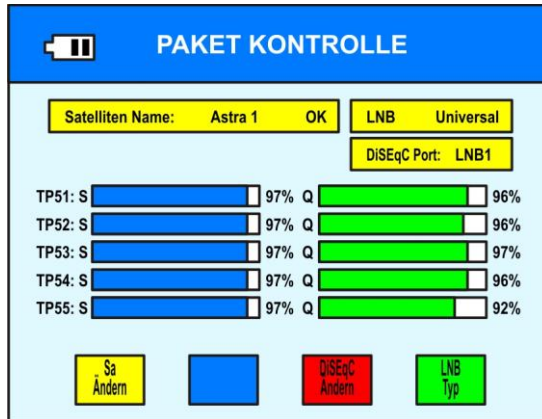 PAKET KONTROLLE
Satelliten Name: Astra 1 OK
LNB Universal
DiSEqC Port: LNB1
TP51: S 97% Q 96%
TP52: S 97% Q 96%
TP53: S 97% Q 97%
TP54: S 97% Q 96%
TP55: S 97% Q 92%
Sa
Ändern
DiSEqC
Ändern
LNB
Typ